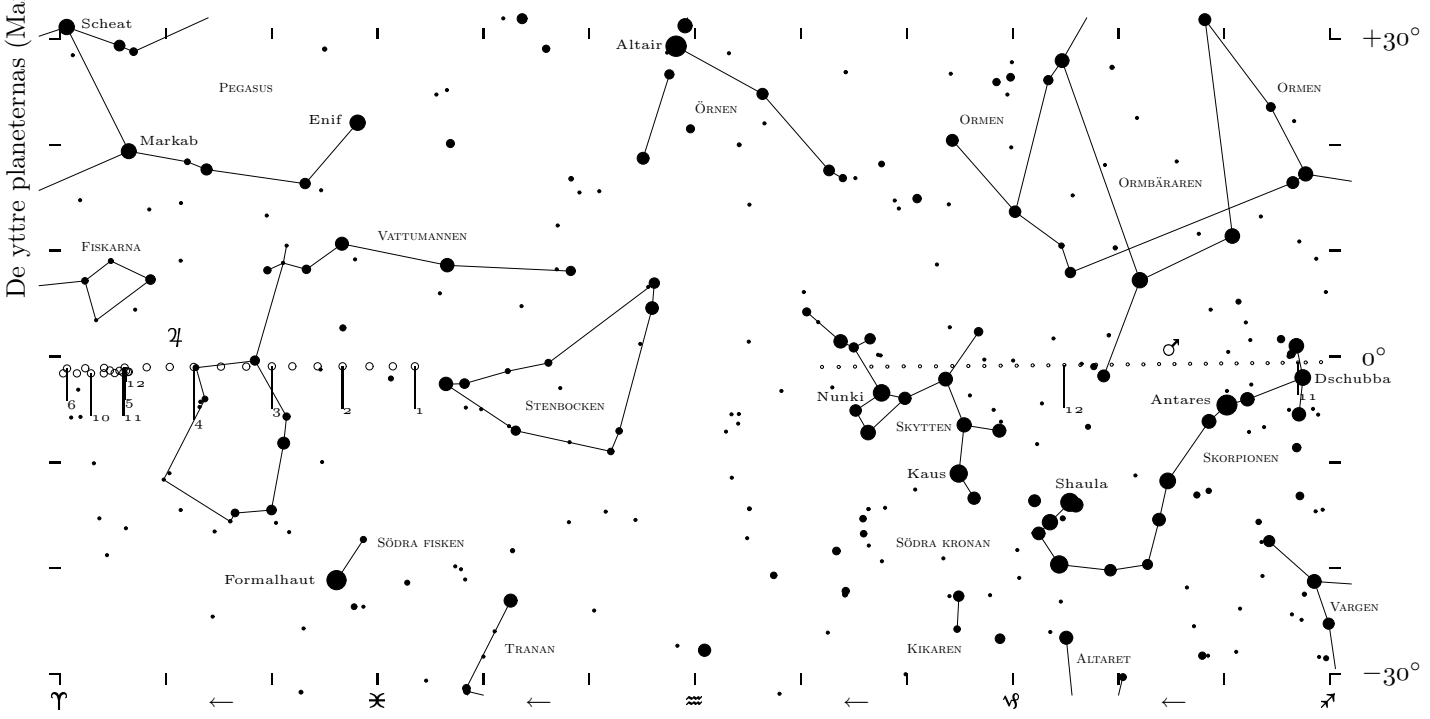 De yttre planeternas (Ma
Scheat
Altair
+30°
PEGASUS
ÖRNEN
ORMEN
ORMEN
Enif
Markab
ORMBÄRAREN
FISKARNA
VATTUMANNEN
♃
♂
0°
12
Dschubba
6
5
4
3
2
1
12
11
10
11
STENBOCKEN
Nunki
SKYTTEN
Antares
SKORPIONEN
Kaus
Shaula
SÖDRA FISKEN
SÖDRA KRONAN
Formalhaut
TRANAN
KIKAREN
ALTARET
VARGEN
−30°
♈ ← ♓ ← ♒ ← ♑ ← ♐